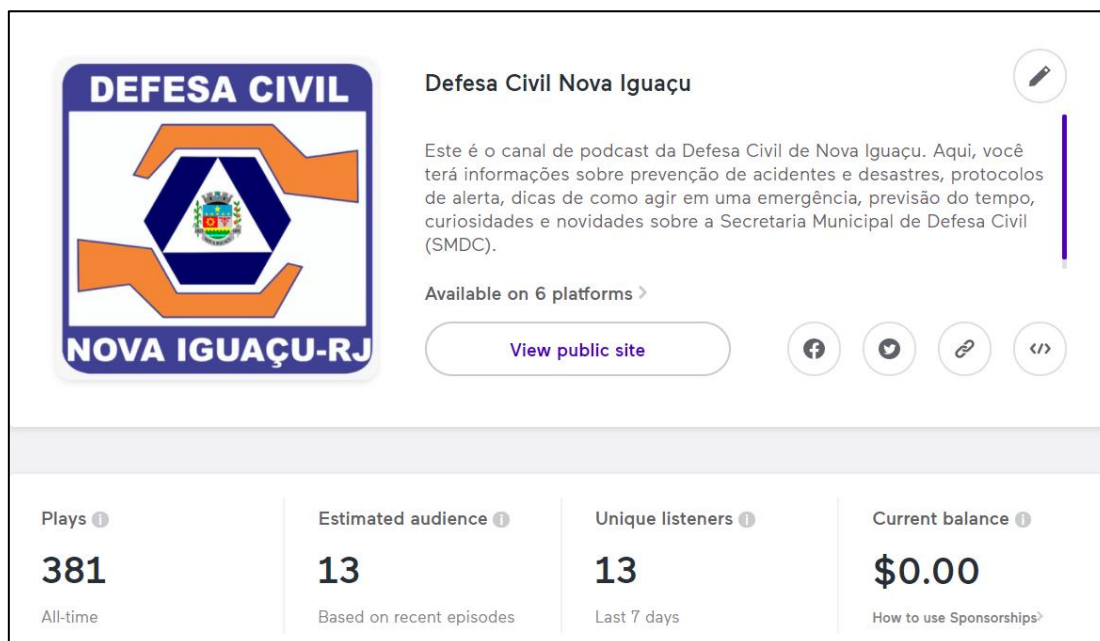 DEFESA CIVIL
NOVA IGUAÇU-RJ
Defesa Civil Nova Iguaçu
Este é o canal de podcast da Defesa Civil de Nova Iguaçu. Aqui, você
terá informações sobre prevenção de acidentes e desastres, protocolos
de alerta, dicas de como agir em uma emergência, previsão do tempo,
curiosidades e novidades sobre a Secretaria Municipal de Defesa Civil
(SMDC).
Available on 6 platforms
View public site
Plays
381
All-time
Estimated audience
13
Based on recent episodes
Unique listeners
13
Last 7 days
Current balance
$0.00
How to use Sponsorships